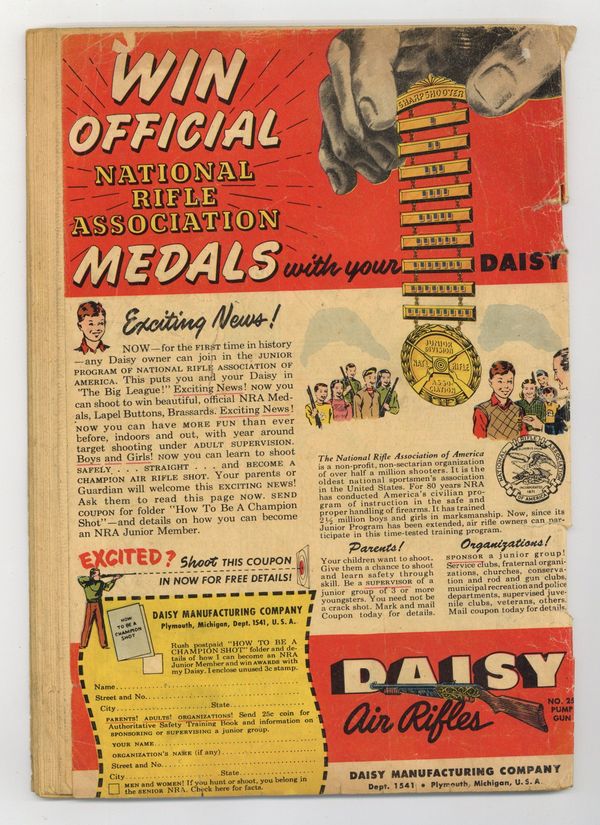 WIN
OFFICIAL
NATIONAL
RIFLE
ASSOCIATION
MEDALS with your DAISY
SHARPSHOOTER
JUNIOR
DIVISION
NAT'L RIFLE
ASSO-
CIATION
Exciting News!
NOW—for the FIRST time in history
—any Daisy owner can join in the JUNIOR
PROGRAM OF NATIONAL RIFLE ASSOCIATION OF
AMERICA. This puts you and your Daisy in
"The Big League!" Exciting News! NOW you
can shoot to win beautiful, official NRA Med-
als, Lapel Buttons, Brassards. Exciting News!
NOW you can have MORE FUN than ever
before, indoors and out, with year around
target shooting under ADULT SUPERVISION.
Boys and Girls! NOW you can learn to shoot
SAFELY . . . STRAIGHT . . . and BECOME A
CHAMPION AIR RIFLE SHOT. Your parents or
Guardian will welcome this EXCITING NEWS!
Ask them to read this page NOW. SEND
COUPON for folder "How To Be A Champion
Shot"—and details on how you can become
an NRA Junior Member.
The National Rifle Association of America
is a non-profit, non-sectarian organization
of over half a million shooters. It is the
oldest national sportsmen's association
in the United States. For 80 years NRA
has conducted America's civilian pro-
gram of instruction in the safe and
proper handling of firearms. It has trained
2½ million boys and girls in marksmanship. Now, since its
Junior Program has been extended, air rifle owners can par-
ticipate in this time-tested training program.
NATIONAL RIFLE ASSOCIATION
OF AMERICA
INCORPORATED
1871
Parents!
Your children want to shoot.
Give them a chance to shoot
and learn safety through
skill. Be a SUPERVISOR of a
junior group of 3 or more
youngsters. You need not be
a crack shot. Mark and mail
Coupon today for details.
Organizations!
SPONSOR a junior group!
Service clubs, fraternal organi-
zations, churches, conserva-
tion and rod and gun clubs,
municipal recreation and police
departments, supervised juve-
nile clubs, veterans, others.
Mail coupon today for details.
EXCITED? Shoot THIS COUPON
IN NOW FOR FREE DETAILS!
HOW
TO BE A
CHAMPION
SHOT
DAISY MANUFACTURING COMPANY
Plymouth, Michigan, Dept. 1541, U. S. A.
Rush postpaid "HOW TO BE A
CHAMPION SHOT" folder and de-
tails of how I can become an NRA
Junior Member and win AWARDS with
my Daisy. I enclose unused 3c stamp.
Name
Street and No.
City State
PARENTS! ADULTS! ORGANIZATIONS! Send 25c coin for
Authoritative Safety Training Book and information on
SPONSORING or SUPERVISING a junior group.
YOUR NAME
ORGANIZATION'S NAME (if any)
Street and No.
City State
MEN and WOMEN! If you hunt or shoot, you belong in
the SENIOR NRA. Check here for facts.
DAISY
Air Rifles
NO. 25
PUMP
GUN
DAISY MANUFACTURING COMPANY
Dept. 1541 • Plymouth, Michigan, U. S. A.